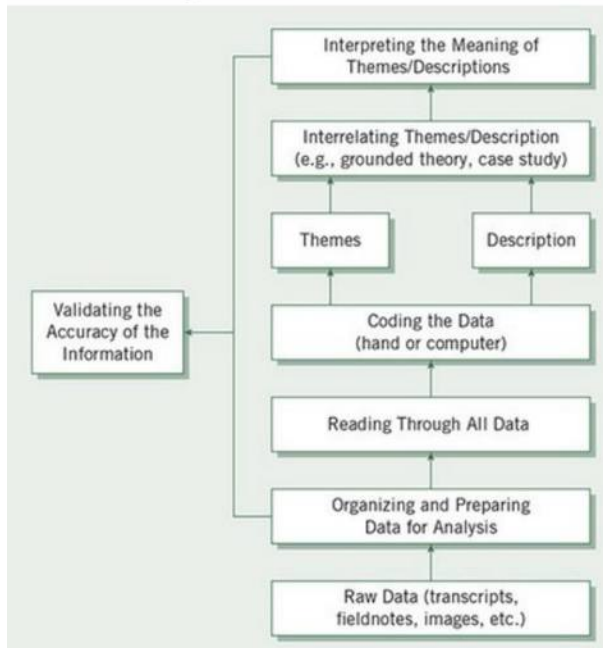 Interpreting the Meaning of
Themes/Descriptions
Interrelating Themes/Description
(e.g., grounded theory, case study)
Themes
Description
Validating the
Accuracy of the
Information
Coding the Data
(hand or computer)
Reading Through All Data
Organizing and Preparing
Data for Analysis
Raw Data (transcripts,
fieldnotes, images, etc.)